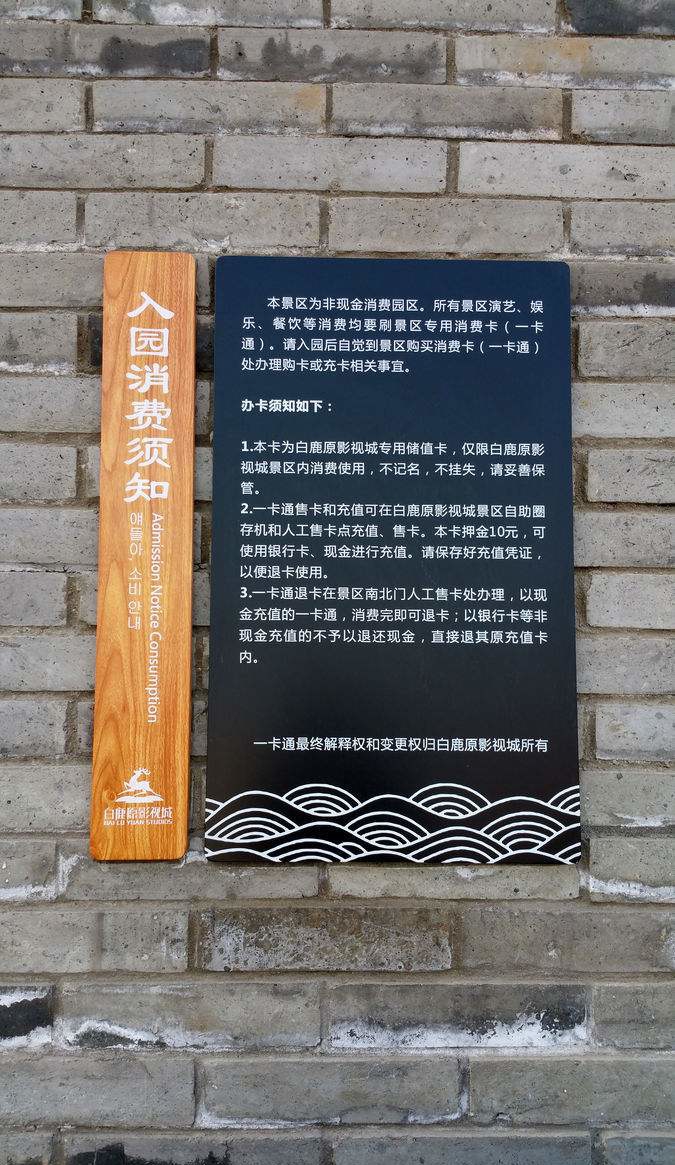 入园消费须知
Admission Notice Consumption
얘들아, 소비 안내
白鹿原影视城
BAI LU YUAN STUDIOS
本景区为非现金消费园区。所有景区演艺、娱
乐、餐饮等消费均要刷景区专用消费卡（一卡
通）。请入园后自觉到景区购买消费卡（一卡通）
处办理购卡或充卡相关事宜。
办卡须知如下：
1.本卡为白鹿原影视城专用储值卡，仅限白鹿原影
视城景区内消费使用，不记名，不挂失，请妥善保
管。
2.一卡通售卡和充值可在白鹿原影视城景区自助圈
存机和人工售卡点充值、售卡。本卡押金10元，可
使用银行卡、现金进行充值。请保存好充值凭证，
以便退卡使用。
3.一卡通退卡在景区南北门人工售卡处办理，以现
金充值的一卡通，消费完即可退卡；以银行卡等非
现金充值的不予以退还现金，直接退其原充值卡
内。
一卡通最终解释权和变更权归白鹿原影视城所有